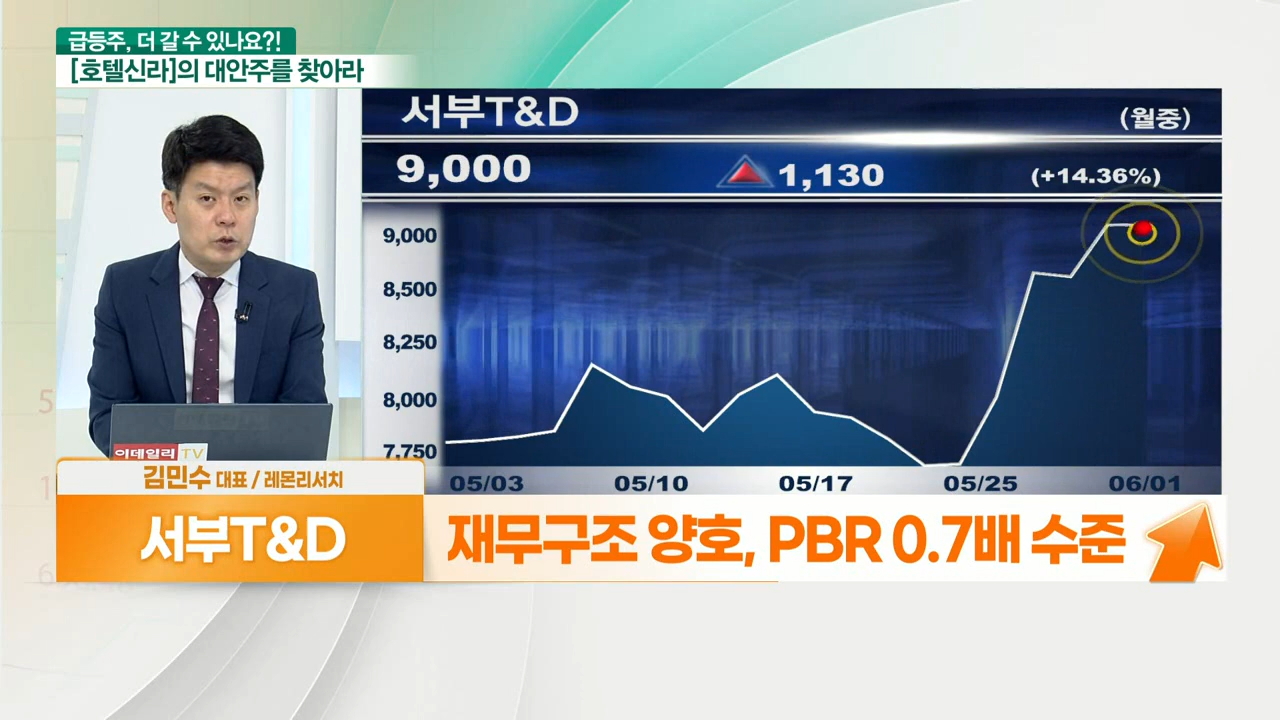 급등주, 더 갈 수 있나요?!
[호텔신라]의 대안주를 찾아라
서부T&D
(월중)
9,000
1,130
(+14.36%)
9,000
8,500
8,250
8,000
7,750
05/03
05/10
05/17
05/25
06/01
이데일리 TV
김민수 대표 / 레몬리서치
서부T&D
재무구조 양호, PBR 0.7배 수준
5
1
6